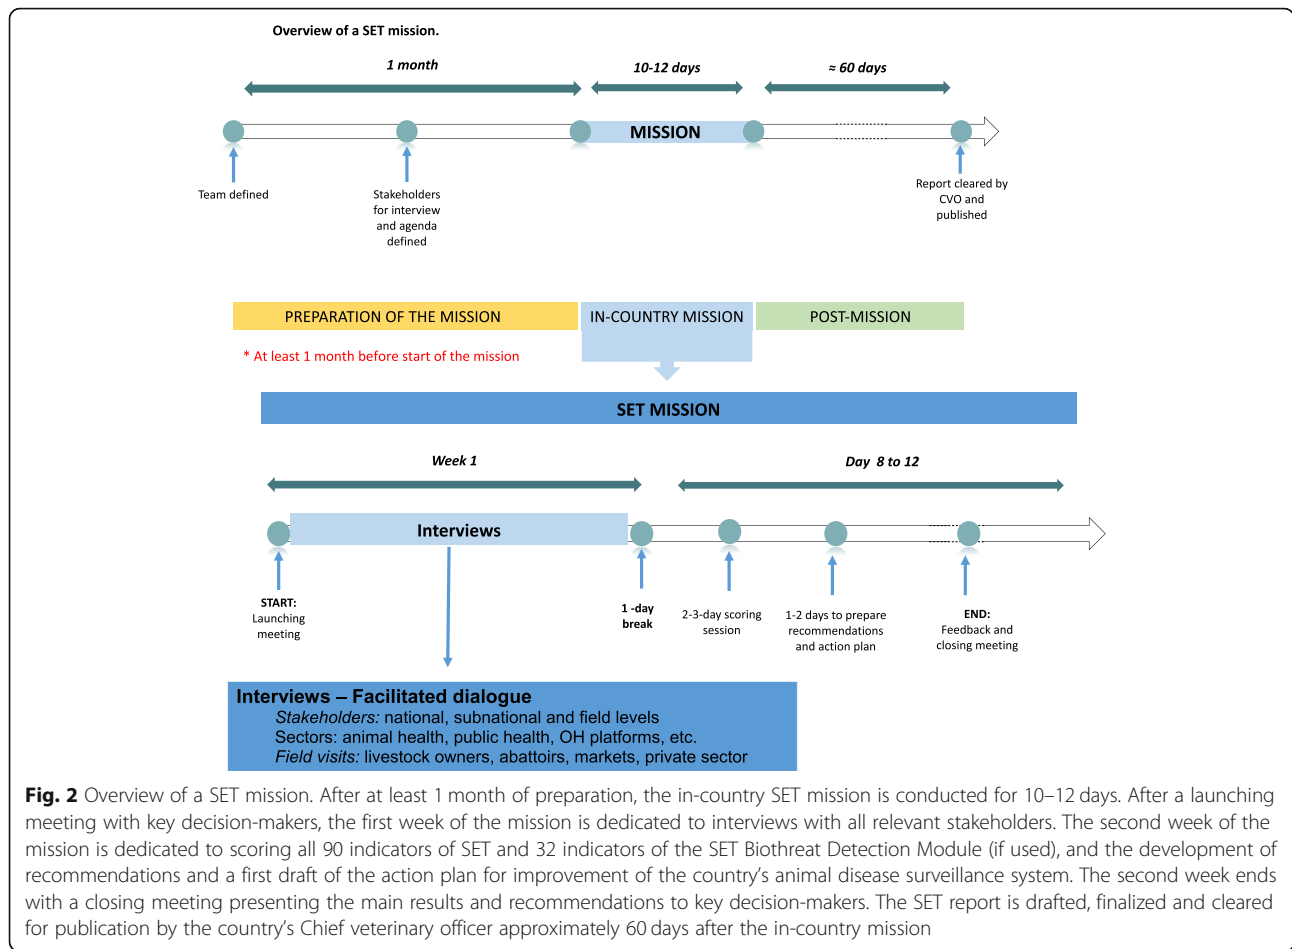 Overview of a SET mission.
1 month
10-12 days
≈ 60 days
MISSION
Team defined
Stakeholders
for interview
and agenda
defined
Report cleared by
CVO and
published
PREPARATION OF THE MISSION
IN-COUNTRY MISSION
POST-MISSION
* At least 1 month before start of the mission
SET MISSION
Week 1
Day 8 to 12
Interviews
START:
Launching
meeting
1 -day
break
2-3-day scoring
session
1-2 days to prepare
recommendations
and action plan
END:
Feedback and
closing meeting
Interviews – Facilitated dialogue
Stakeholders: national, subnational and field levels
Sectors: animal health, public health, OH platforms, etc.
Field visits: livestock owners, abattoirs, markets, private sector
Fig. 2 Overview of a SET mission. After at least 1 month of preparation, the in-country SET mission is conducted for 10–12 days. After a launching
meeting with key decision-makers, the first week of the mission is dedicated to interviews with all relevant stakeholders. The second week of the
mission is dedicated to scoring all 90 indicators of SET and 32 indicators of the SET Biothreat Detection Module (if used), and the development of
recommendations and a first draft of the action plan for improvement of the country's animal disease surveillance system. The second week ends
with a closing meeting presenting the main results and recommendations to key decision-makers. The SET report is drafted, finalized and cleared
for publication by the country's Chief veterinary officer approximately 60 days after the in-country mission